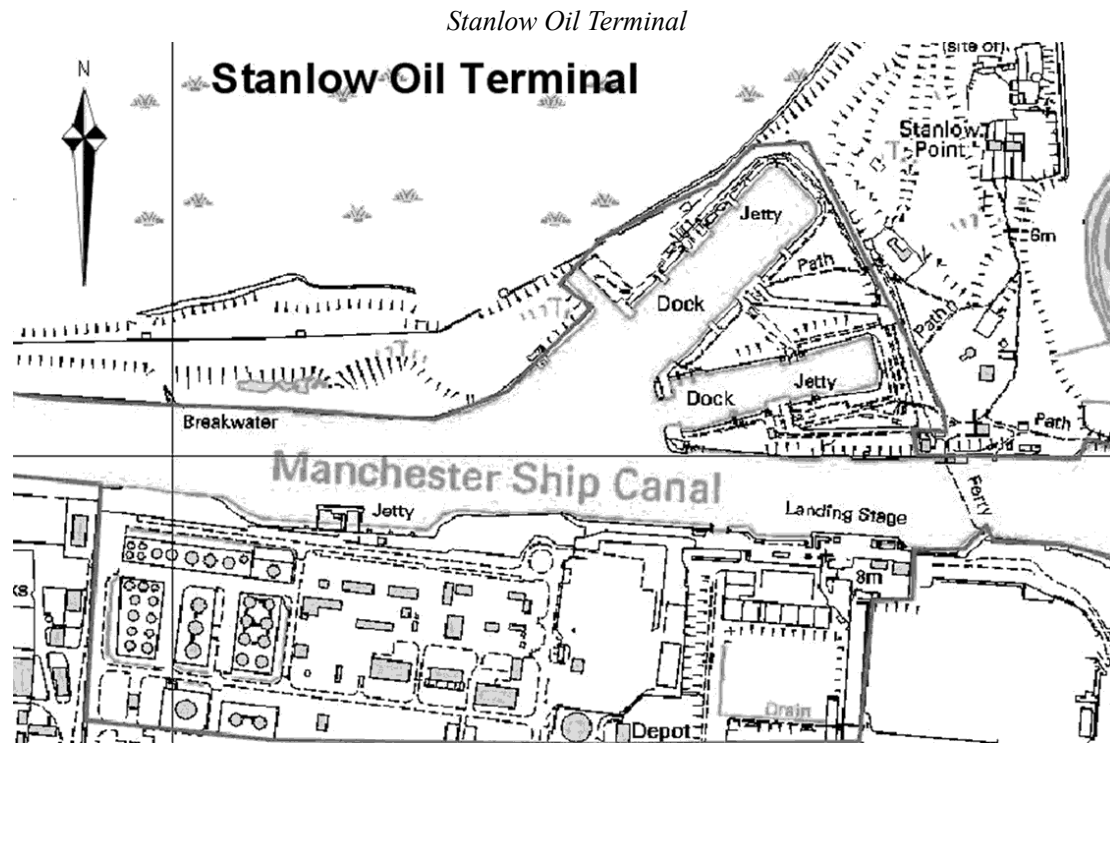 Stanlow Oil Terminal
N
Stanlow Oil Terminal
(site of)
Stanlow
Point
Jetty
6m
Path
Dock
Path
Jetty
Dock
Breakwater
Path
Manchester Ship Canal
Ferry
Jetty
Landing Stage
8m
ks
Drain
Depot